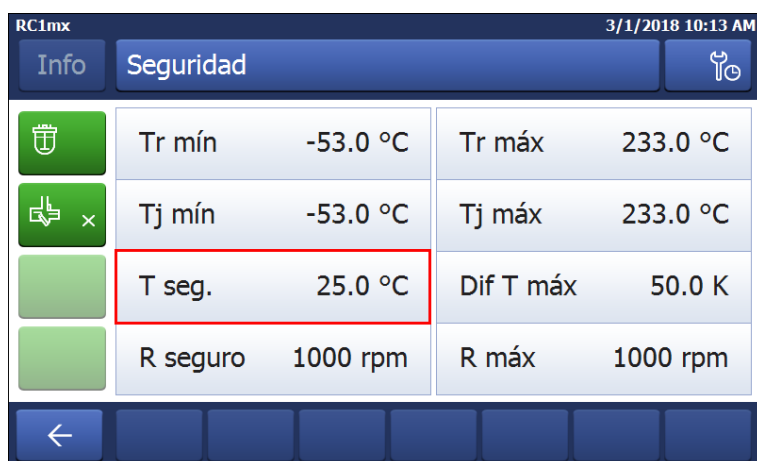 RC1mx 3/1/2018 10:13 AM
Info Seguridad
Tr mín -53.0 °C Tr máx 233.0 °C
Tj mín -53.0 °C Tj máx 233.0 °C
T seg. 25.0 °C Dif T máx 50.0 K
R seguro 1000 rpm R máx 1000 rpm